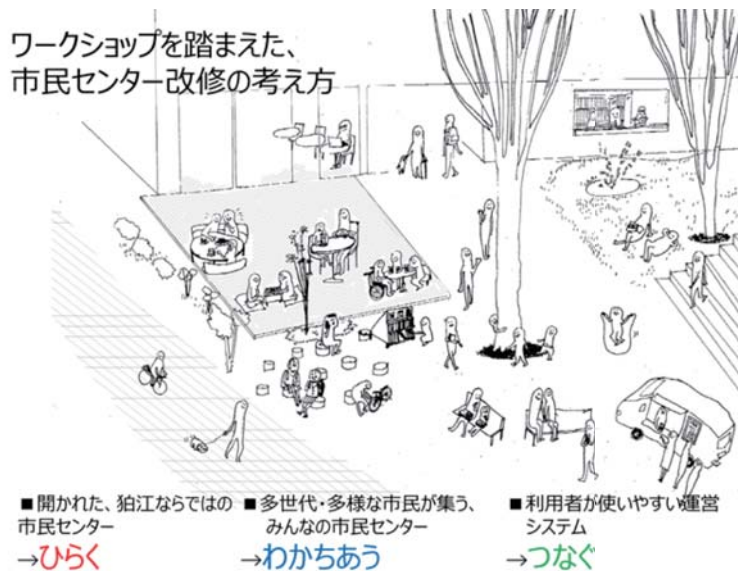 ワークショップを踏まえた、
市民センター改修の考え方
■開かれた、狛江ならではの
市民センター
→ひらく
■多世代・多様な市民が集う、
みんなの市民センター
→わかちあう
■利用者が使いやすい運営
システム
→つなぐ